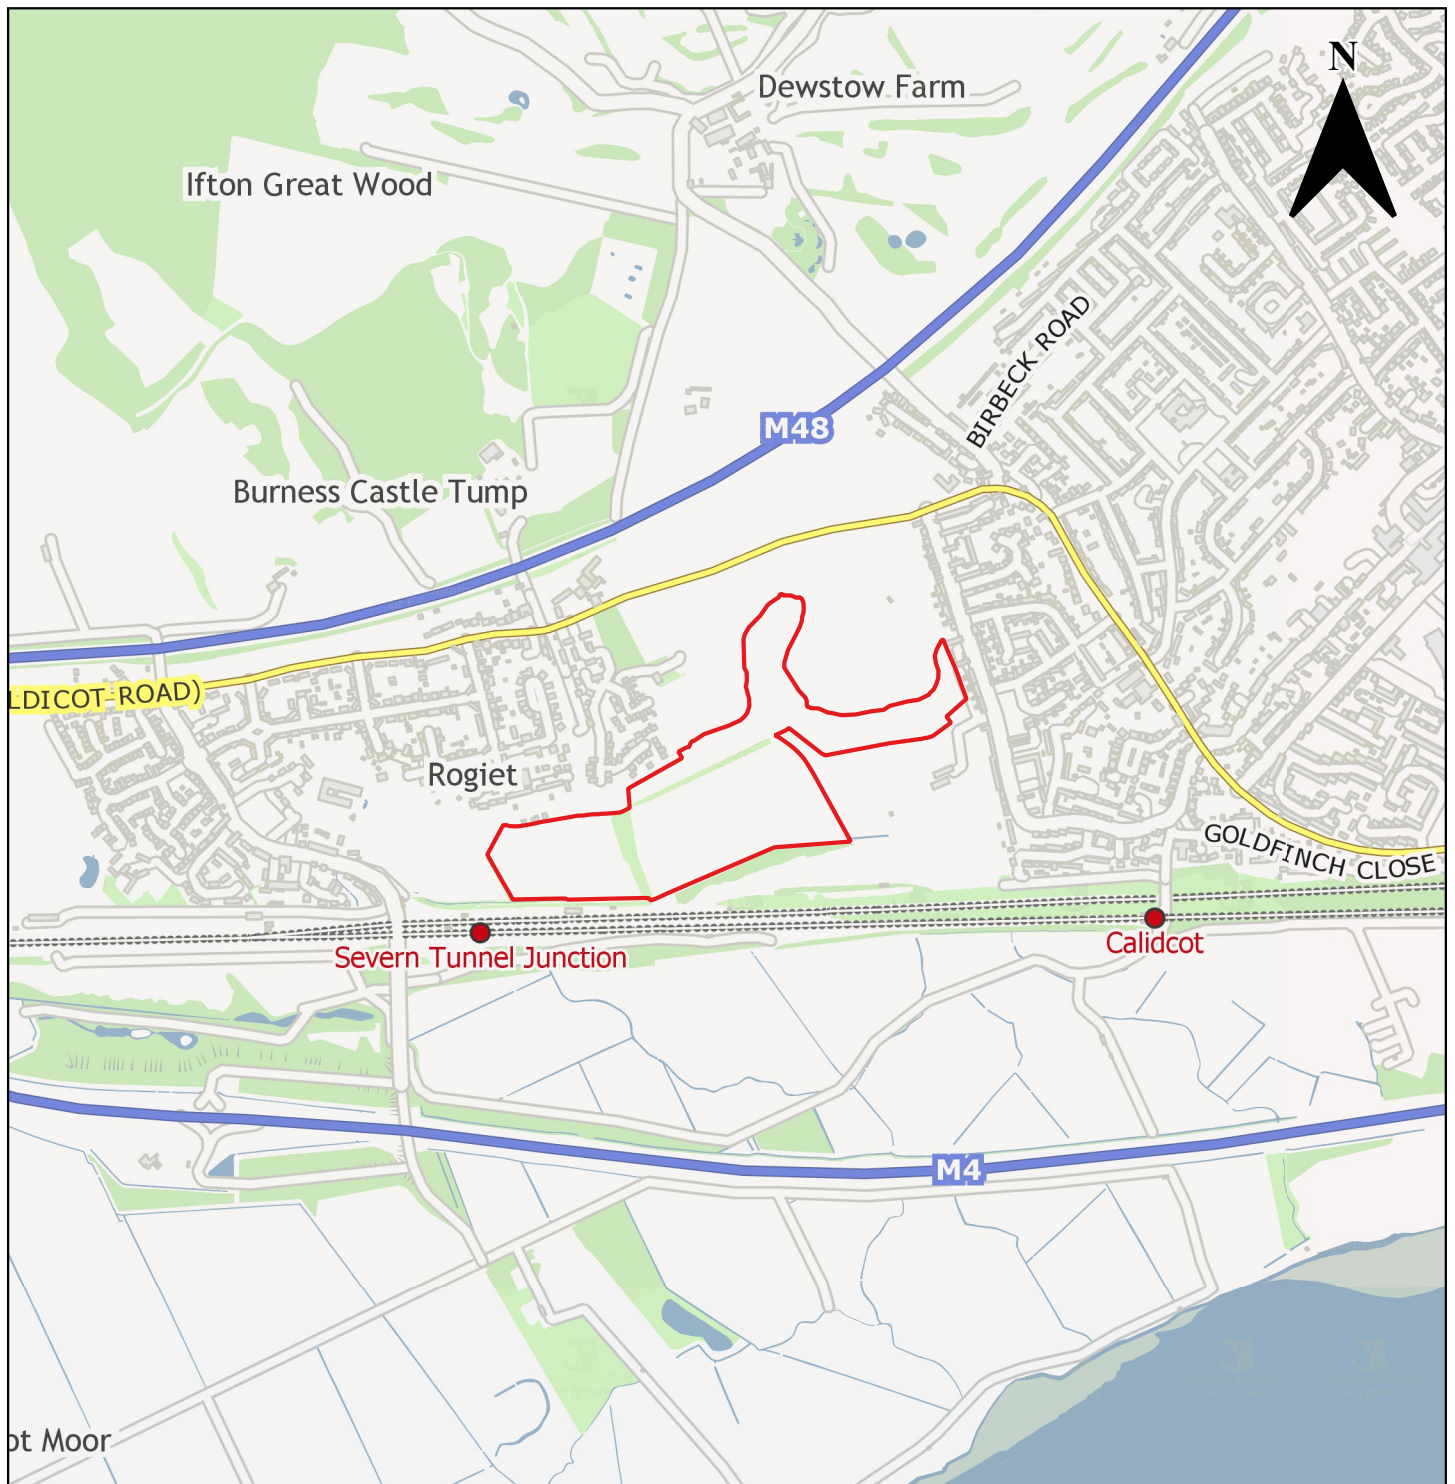 N
Dewstow Farm
Ifton Great Wood
BIRBECK ROAD
M48
Burness Castle Tump
LDICOT ROAD)
Rogiet
GOLDFINCH CLOSE
Severn Tunnel Junction
Calidcot
M4
ot Moor